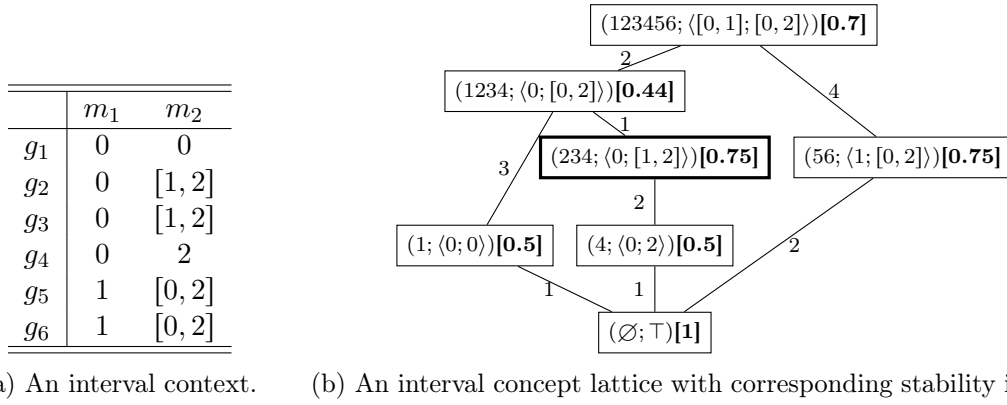 m₁ m₂
g₁ 0 0
g₂ 0 [1, 2]
g₃ 0 [1, 2]
g₄ 0 2
g₅ 1 [0, 2]
g₆ 1 [0, 2]
) An interval context.
(123456; ⟨[0, 1]; [0, 2]⟩)[0.7]
2
4
(1234; ⟨0; [0, 2]⟩)[0.44]
1
3
(234; ⟨0; [1, 2]⟩)[0.75]
(56; ⟨1; [0, 2]⟩)[0.75]
2
(1; ⟨0; 0⟩)[0.5]
(4; ⟨0; 2⟩)[0.5]
2
1
1
(∅; ⊤)[1]
(b) An interval concept lattice with corresponding stability i